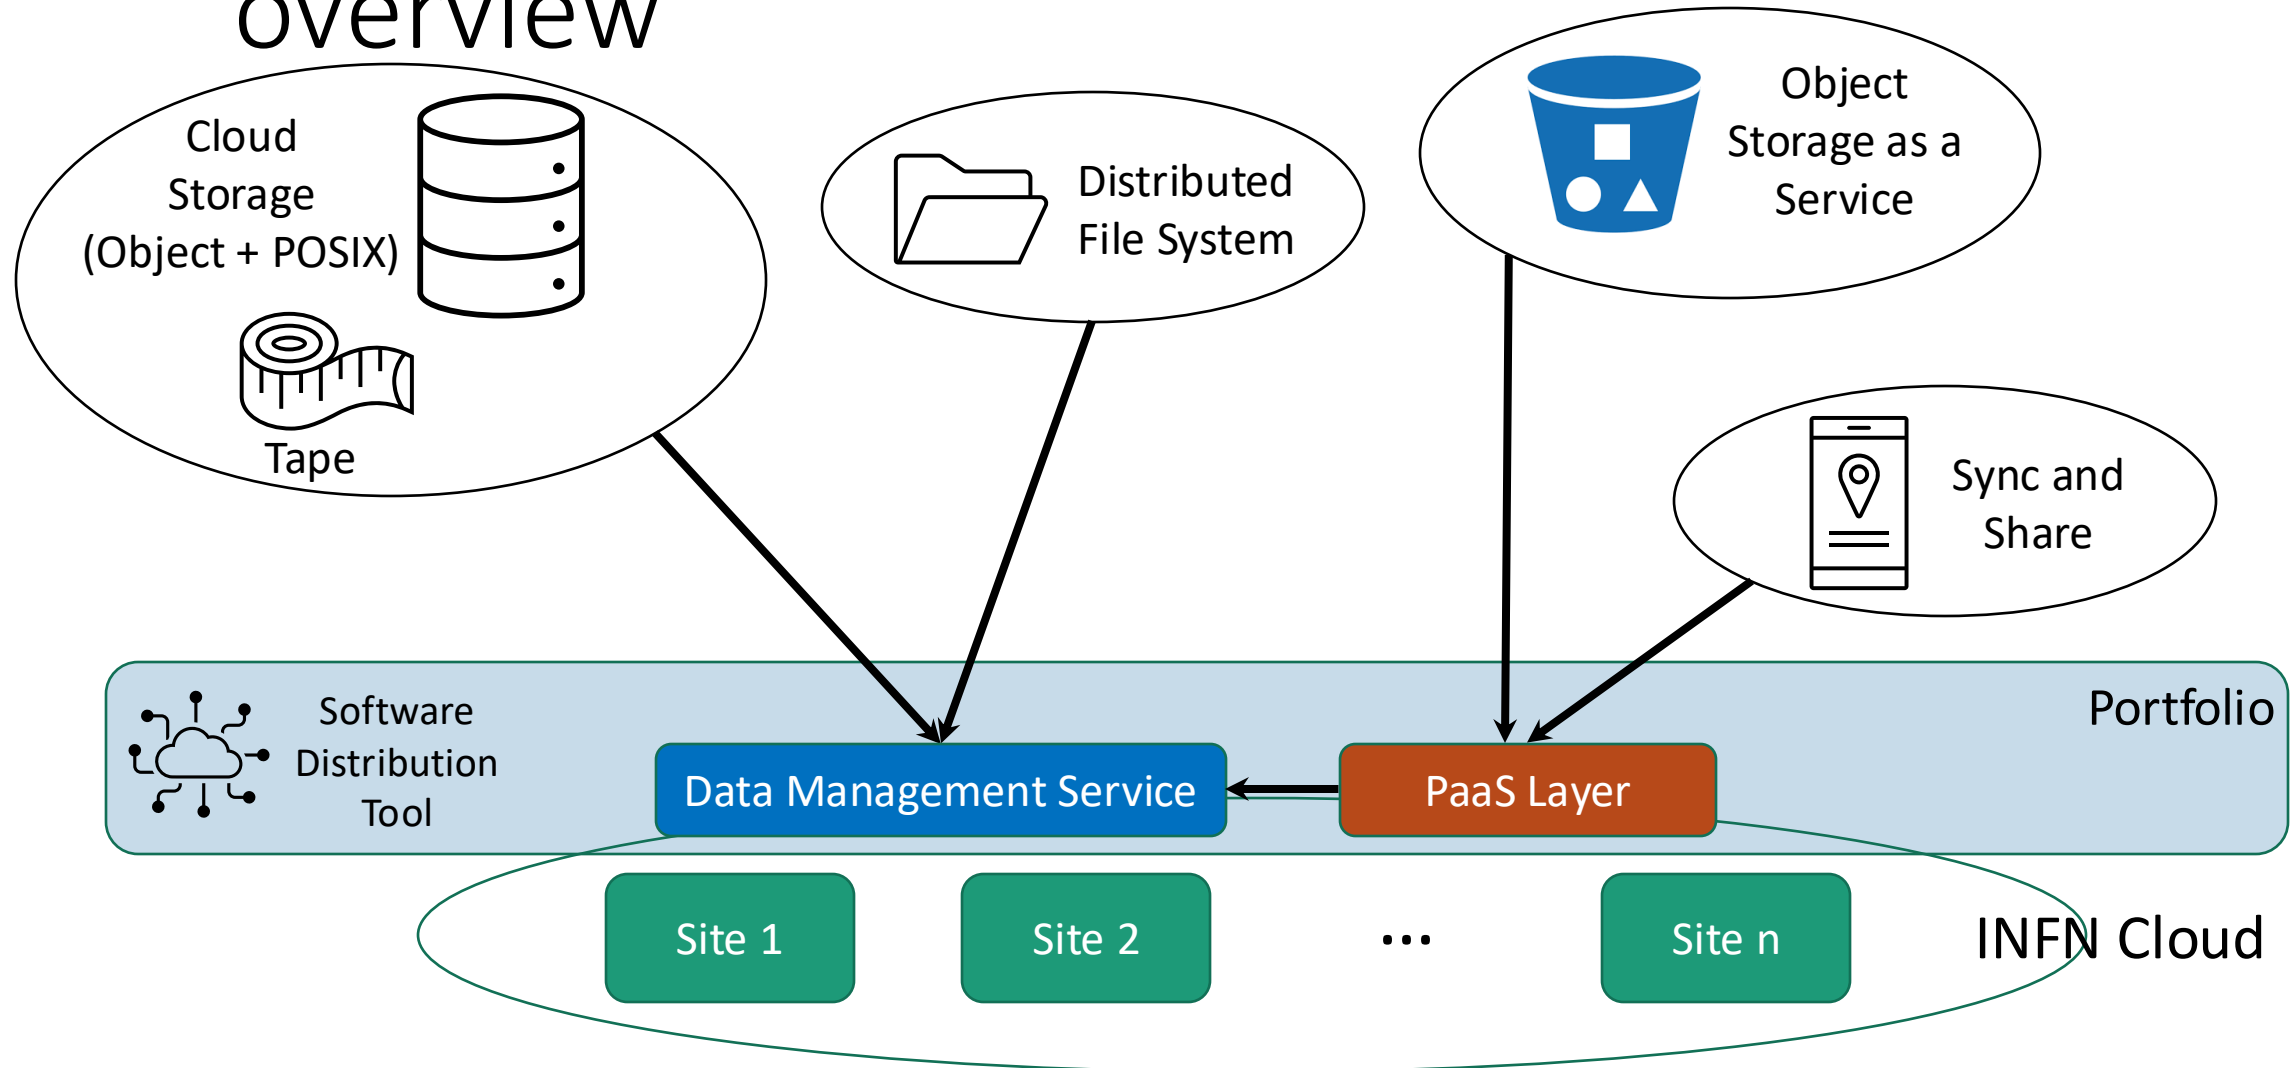 overview
Cloud
Storage
(Object + POSIX)
Tape
Distributed
File System
Object
Storage as a
Service
Sync and
Share
Software
Distribution
Tool
Portfolio
Data Management Service
PaaS Layer
Site 1
Site 2
...
Site n
INFN Cloud